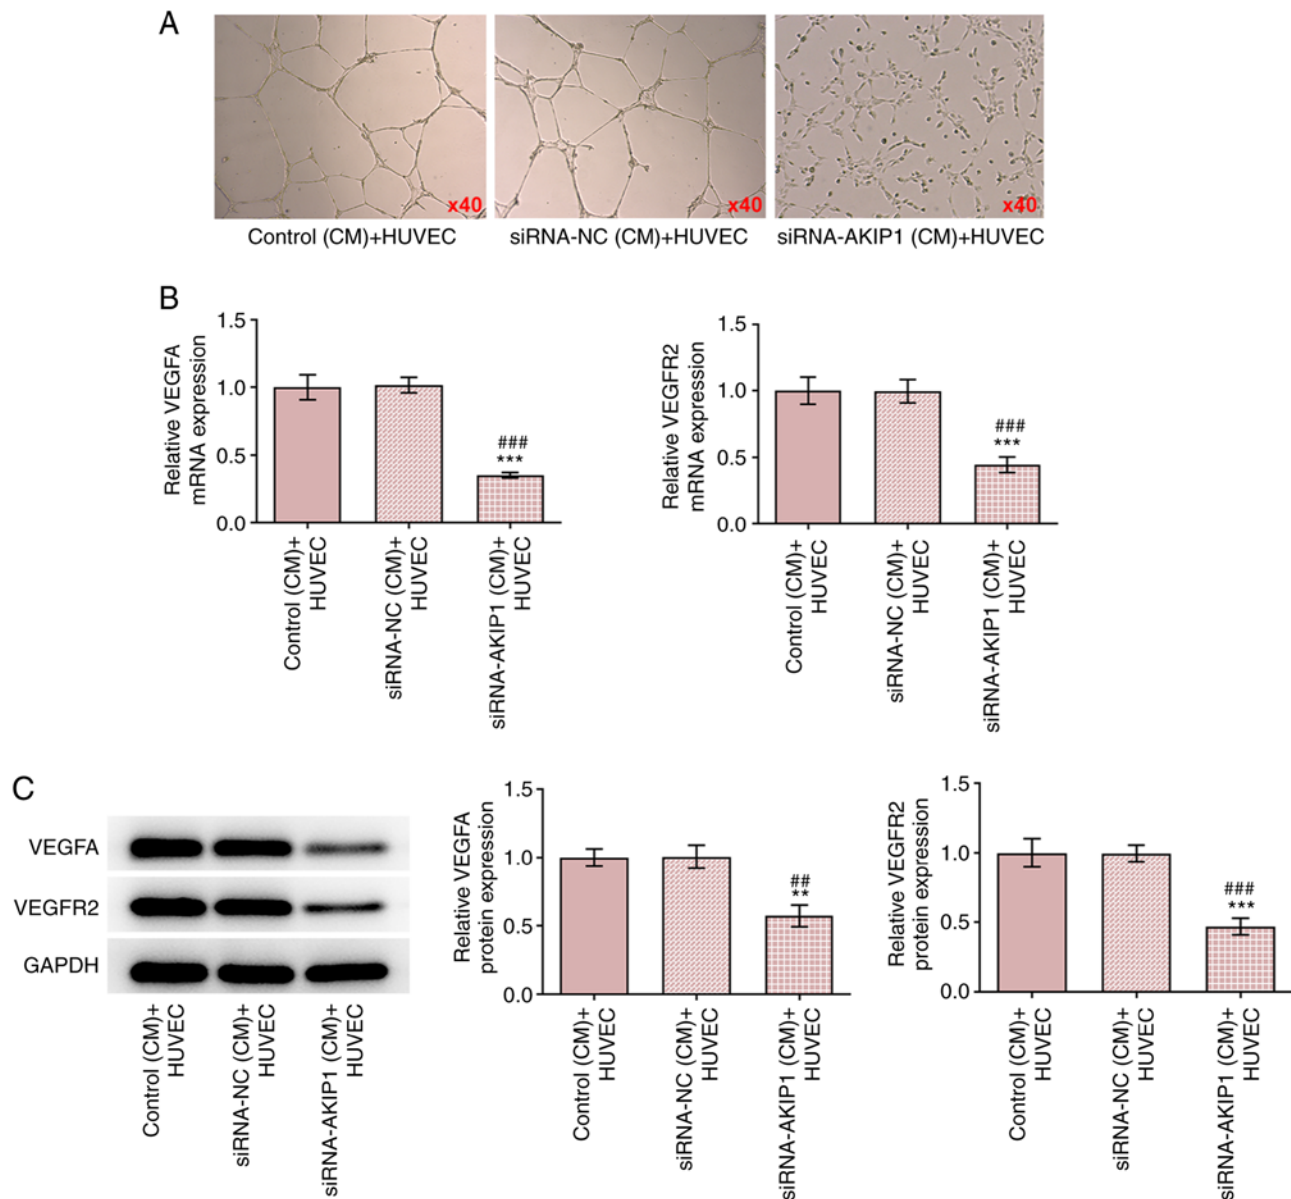 A
x40
x40
x40
Control (CM)+HUVEC
siRNA-NC (CM)+HUVEC
siRNA-AKIP1 (CM)+HUVEC
B
Relative VEGFA
mRNA expression
1.5
1.0
0.5
0.0
###
***
Control (CM)+
HUVEC
siRNA-NC (CM)+
HUVEC
siRNA-AKIP1 (CM)+
HUVEC
Relative VEGFR2
mRNA expression
1.5
1.0
0.5
0.0
###
***
Control (CM)+
HUVEC
siRNA-NC (CM)+
HUVEC
siRNA-AKIP1 (CM)+
HUVEC
C
VEGFA
VEGFR2
GAPDH
Control (CM)+
HUVEC
siRNA-NC (CM)+
HUVEC
siRNA-AKIP1 (CM)+
HUVEC
Relative VEGFA
protein expression
1.5
1.0
0.5
0.0
##
**
Control (CM)+
HUVEC
siRNA-NC (CM)+
HUVEC
siRNA-AKIP1 (CM)+
HUVEC
Relative VEGFR2
protein expression
1.5
1.0
0.5
0.0
###
***
Control (CM)+
HUVEC
siRNA-NC (CM)+
HUVEC
siRNA-AKIP1 (CM)+
HUVEC